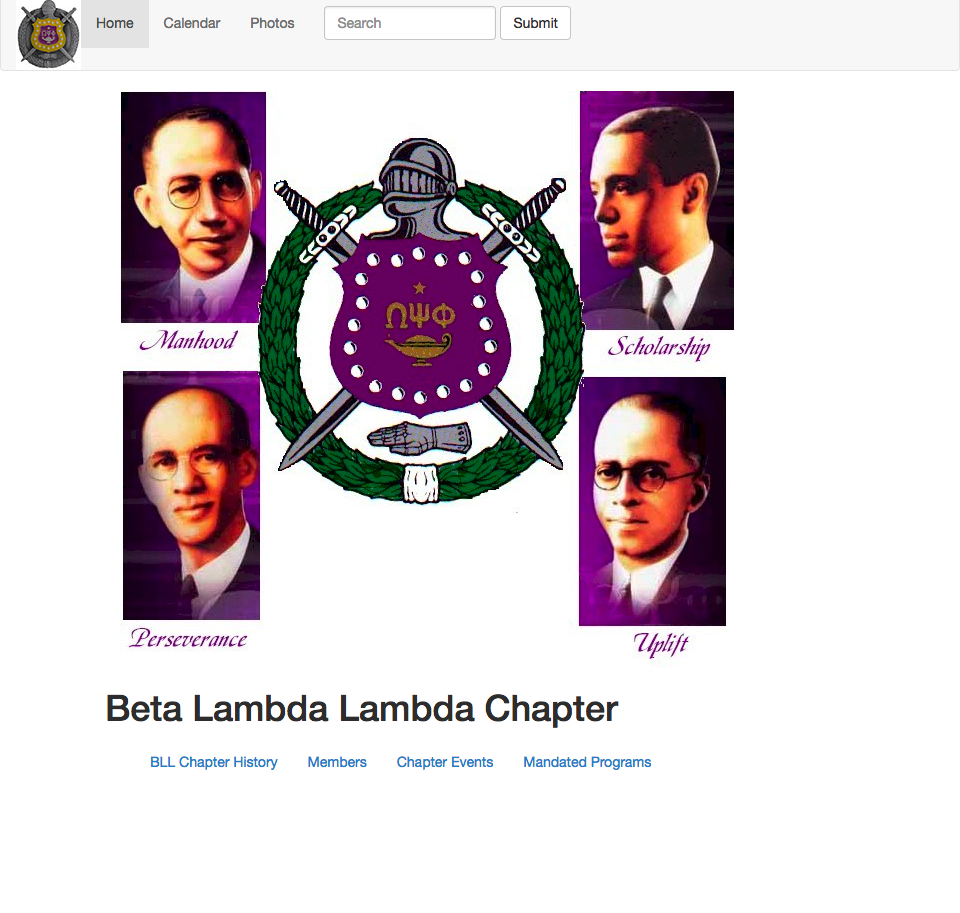 Home Calendar Photos Search Submit
ΩΨΦ
Manhood
Scholarship
Perseverance
Uplift
Beta Lambda Lambda Chapter
BLL Chapter History Members Chapter Events Mandated Programs